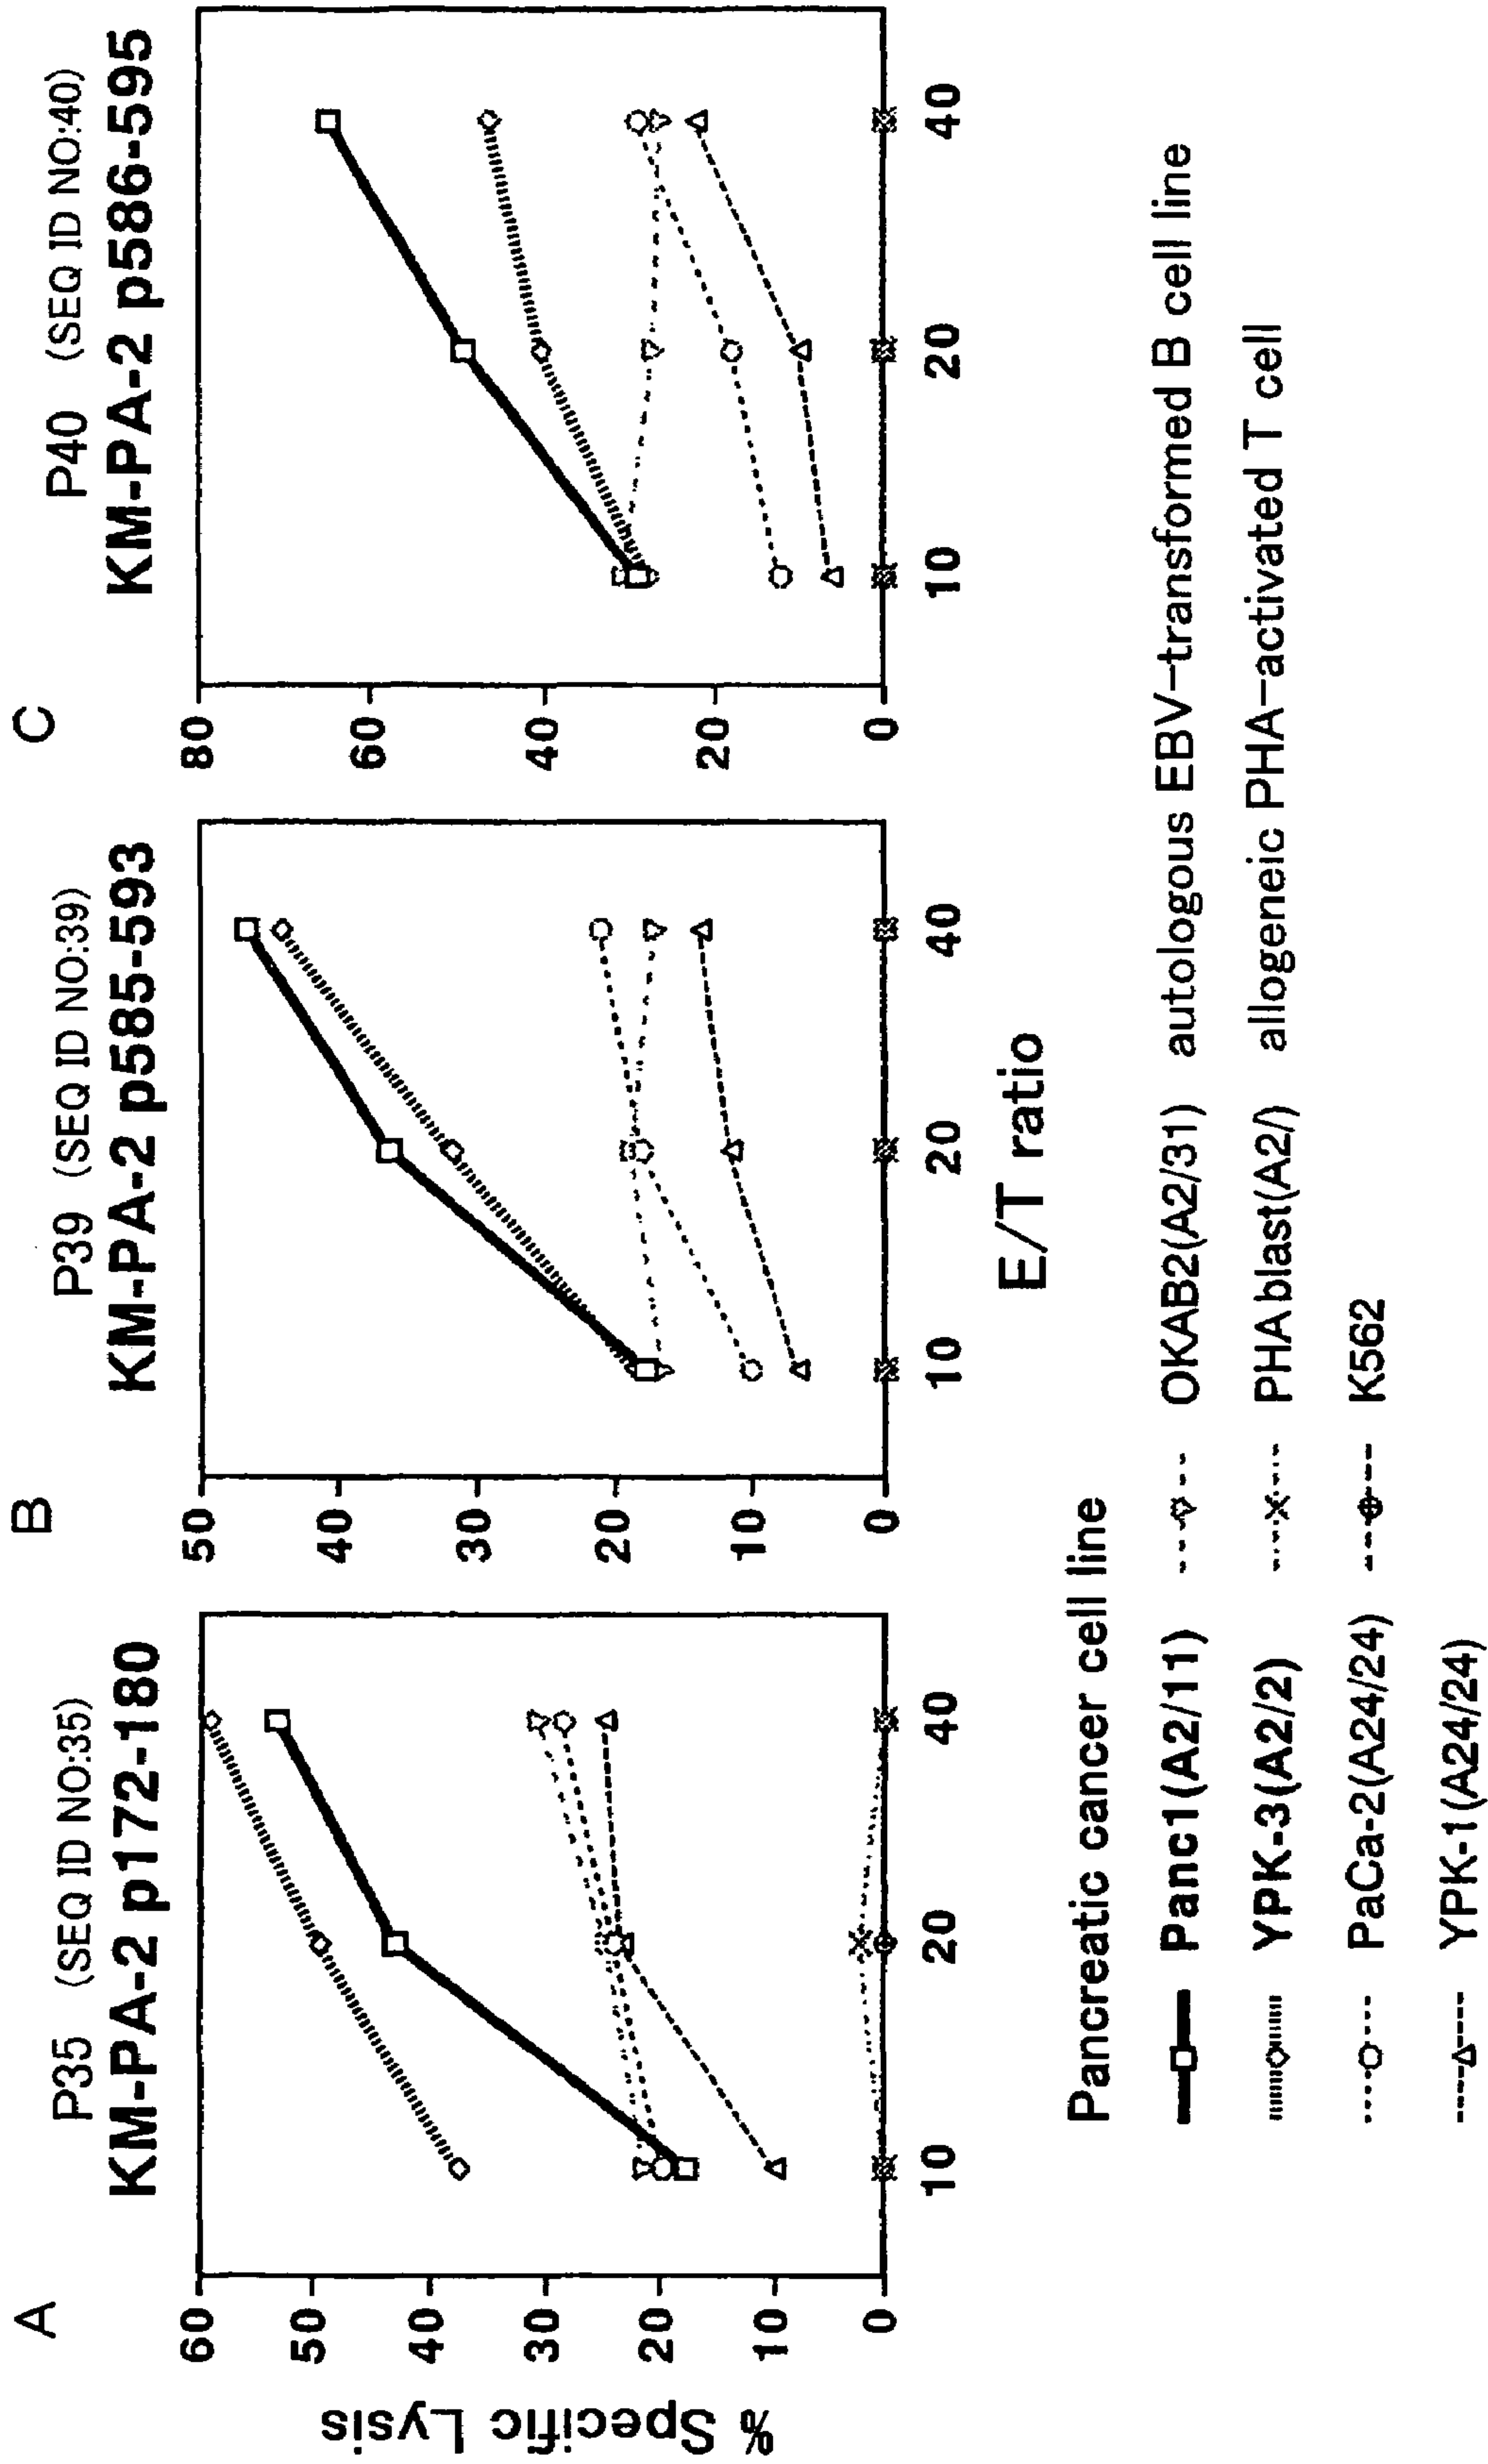 A
P35 (SEQ ID NO:35)
KM-PA-2 p172-180
% Specific Lysis
60
50
40
30
20
10
0
10 20 40
B
P39 (SEQ ID NO:39)
KM-PA-2 p585-593
50
40
30
20
10
0
10 20 40
C
P40 (SEQ ID NO:40)
KM-PA-2 p586-595
80
60
40
20
0
10 20 40
E/T ratio
Pancreatic cancer cell line
Panc1(A2/11)
YPK-3(A2/2)
PaCa-2(A24/24)
YPK-1(A24/24)
OKAB2(A2/31) autologous EBV-transformed B cell line
PHAblast(A2/) allogeneic PHA-activated T cell
K562